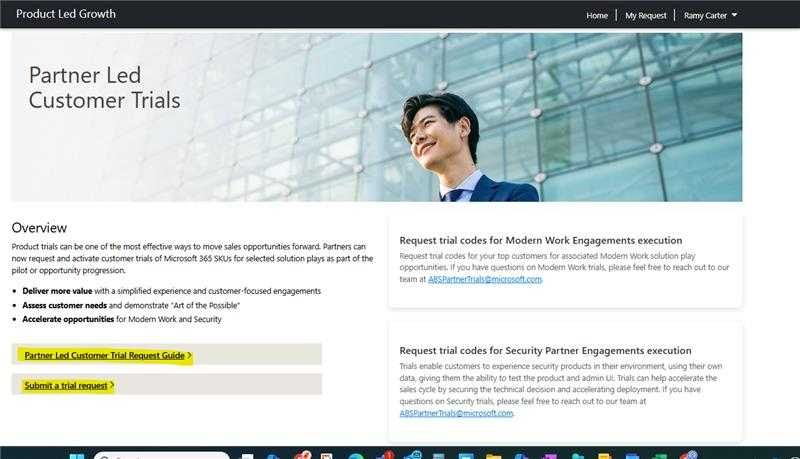 Product Led Growth
Home
My Request
Ramy Carter
Partner Led
Customer Trials
Overview
Product trials can be one of the most effective ways to move sales opportunities forward. Partners can
now request and activate customer trials of Microsoft 365 SKUs for selected solution plays as part of the
pilot or opportunity progression.
Deliver more value with a simplified experience and customer-focused engagements
Assess customer needs and demonstrate "Art of the Possible"
Accelerate opportunities for Modern Work and Security
Partner Led Customer Trial Request Guide
Submit a trial request
Request trial codes for Modern Work Engagements execution
Request trial codes for your top customers for associated Modern Work solution play
opportunities. If you have questions on Modern Work trials, please feel free to reach out to our
team at ABSPartnerTrials@microsoft.com.
Request trial codes for Security Partner Engagements execution
Trials enable customers to experience security products in their environment, using their own
data, giving them the ability to test the product and admin UI. Trials can help accelerate the
sales cycle by securing the technical decision and accelerating deployment. If you have
questions on Security trials, please feel free to reach out to our team at
ABSPartnerTrials@microsoft.com.